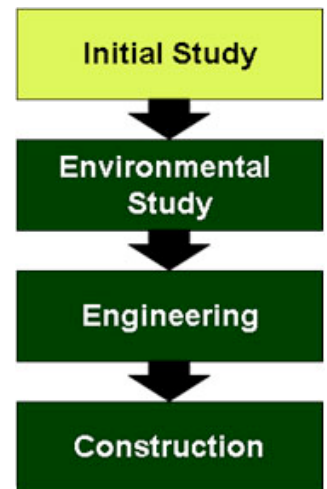 Initial Study
Environmental
Study
Engineering
Construction